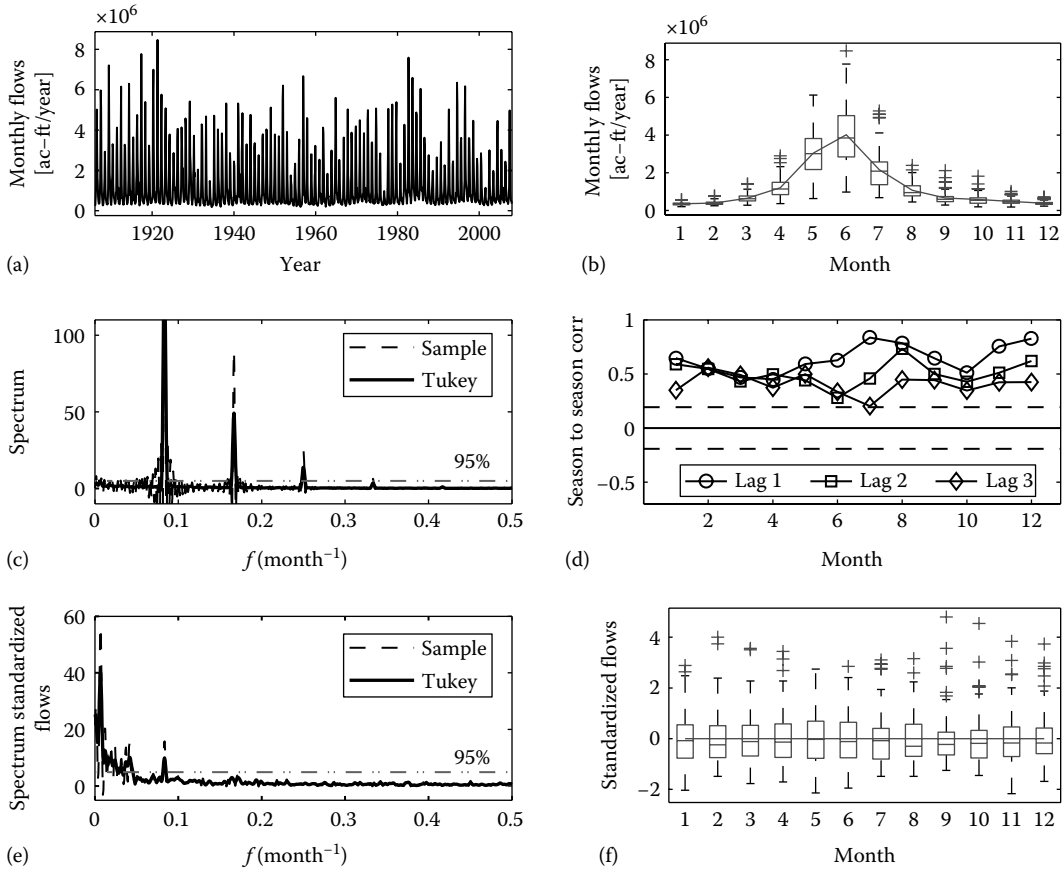 ×10⁶
Monthly flows
[ac–ft/year]
8
6
4
2
0
1920 1940 1960 1980 2000
Year
(a)
×10⁶
Monthly flows
[ac–ft/year]
8
6
4
2
0
1 2 3 4 5 6 7 8 9 10 11 12
Month
(b)
Spectrum
100
50
0
Sample
Tukey
95%
0 0.1 0.2 0.3 0.4 0.5
f (month⁻¹)
(c)
Season to season corr
1
0.5
0
−0.5
Lag 1 Lag 2 Lag 3
2 4 6 8 10 12
Month
(d)
Spectrum standardized
flows
60
40
20
0
Sample
Tukey
95%
0 0.1 0.2 0.3 0.4 0.5
f (month⁻¹)
(e)
Standardized flows
4
2
0
−2
1 2 3 4 5 6 7 8 9 10 11 12
Month
(f)